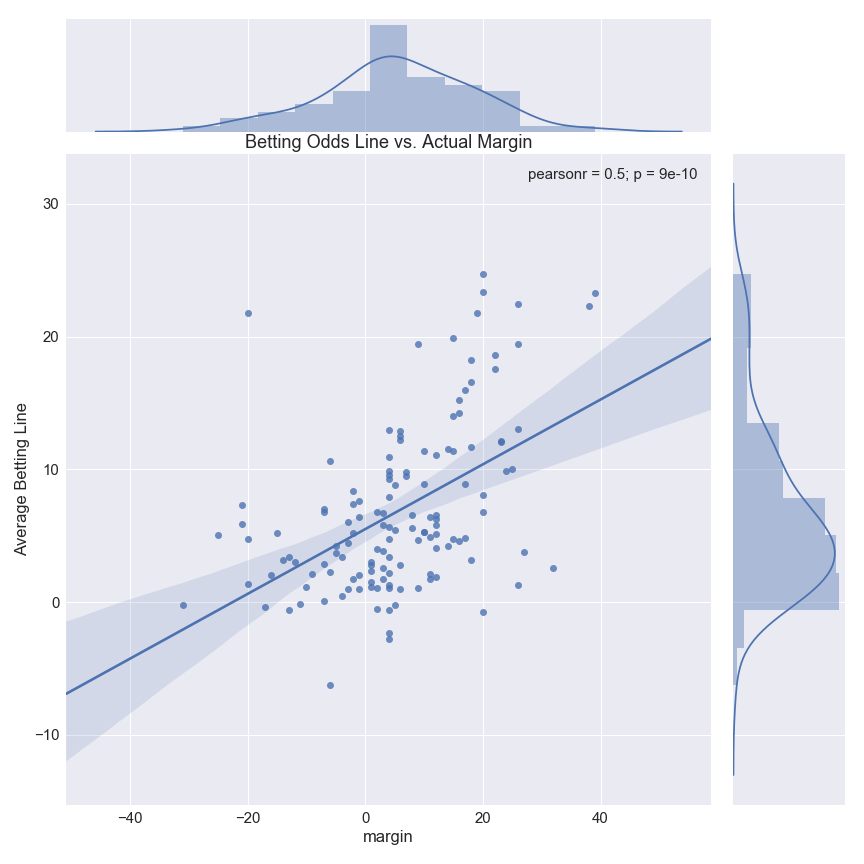 Betting Odds Line vs. Actual Margin
pearsonr = 0.5; p = 9e-10
30
20
10
0
−10
Average Betting Line
−40
−20
0
20
40
margin